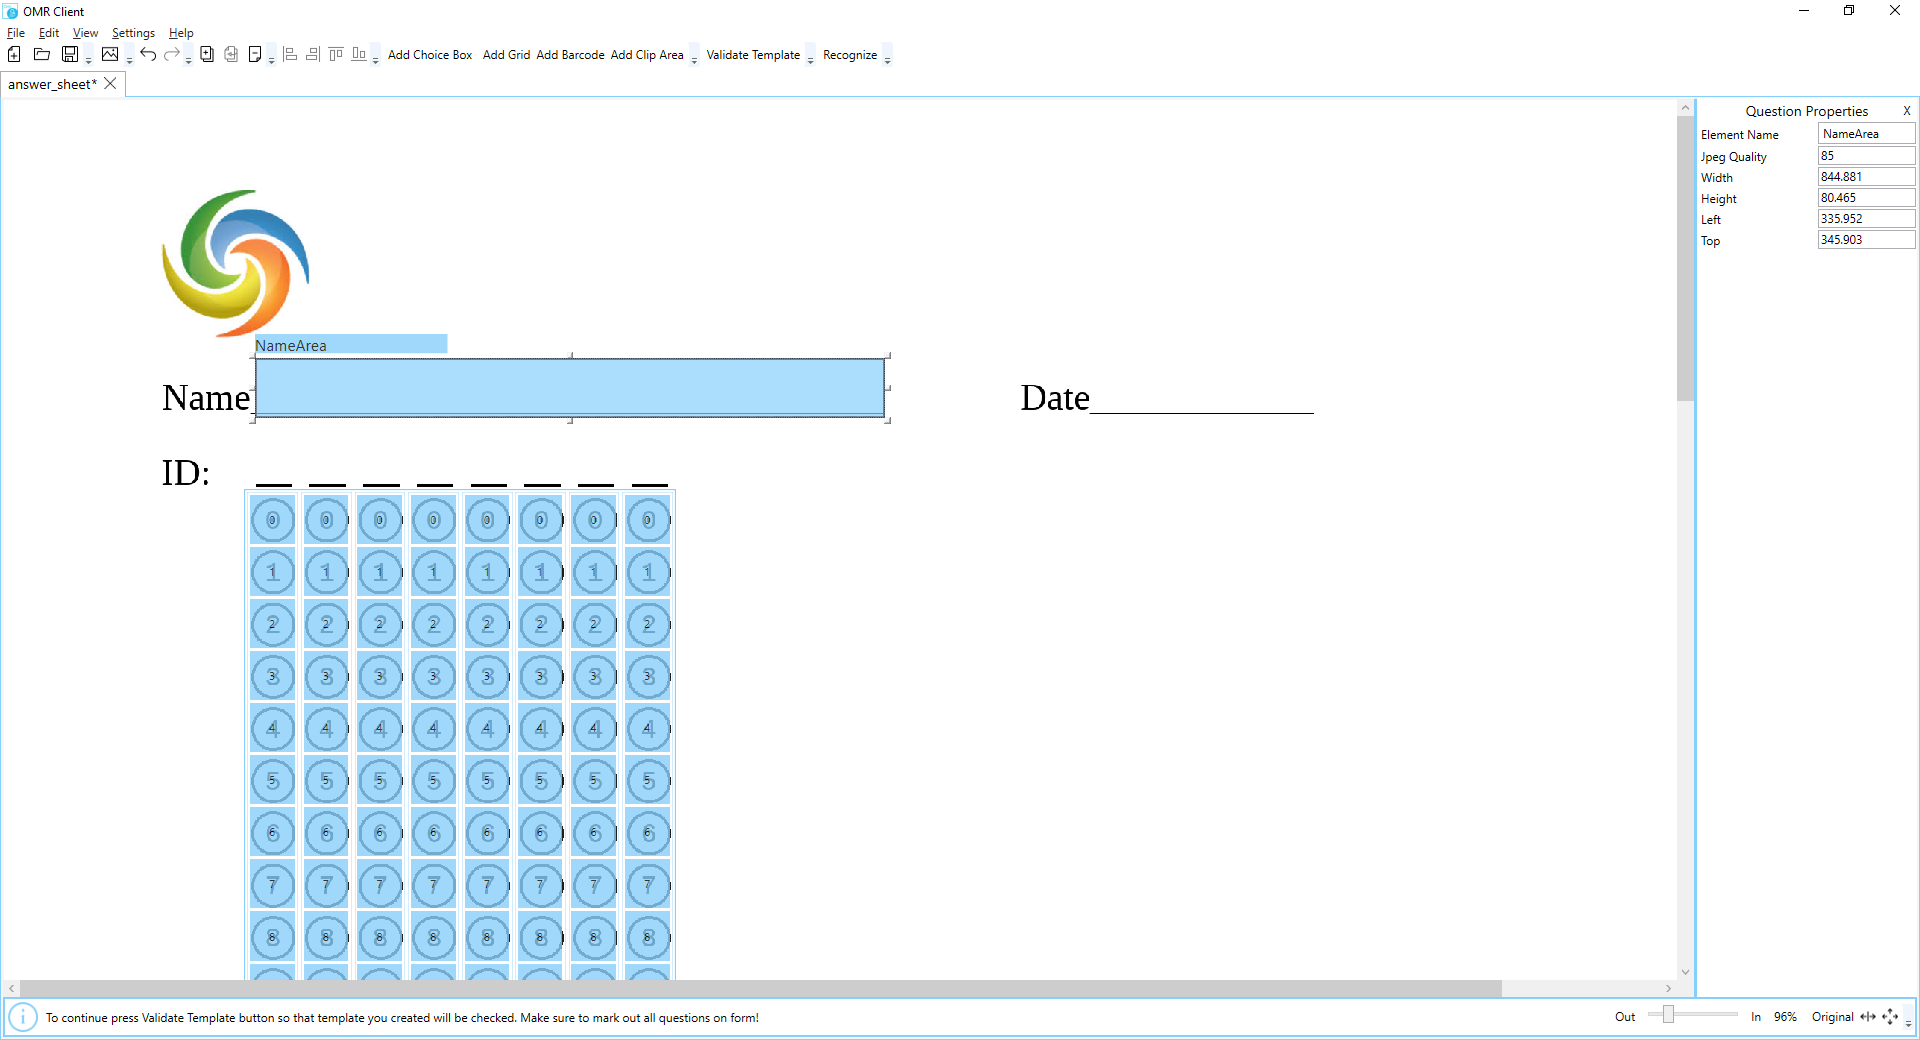 OMR Client
File Edit View Settings Help
Add Choice Box Add Grid Add Barcode Add Clip Area Validate Template Recognize
answer_sheet*
Question Properties X
Element Name NameArea
Jpeg Quality 85
Width 844.881
Height 80.465
Left 335.952
Top 345.903
NameArea
Name_ Date______________
ID:
0 0 0 0 0 0 0 0
1 1 1 1 1 1 1 1
2 2 2 2 2 2 2 2
3 3 3 3 3 3 3 3
4 4 4 4 4 4 4 4
5 5 5 5 5 5 5 5
6 6 6 6 6 6 6 6
7 7 7 7 7 7 7 7
8 8 8 8 8 8 8 8
To continue press Validate Template button so that template you created will be checked. Make sure to mark out all questions on form!
Out In 96% Original